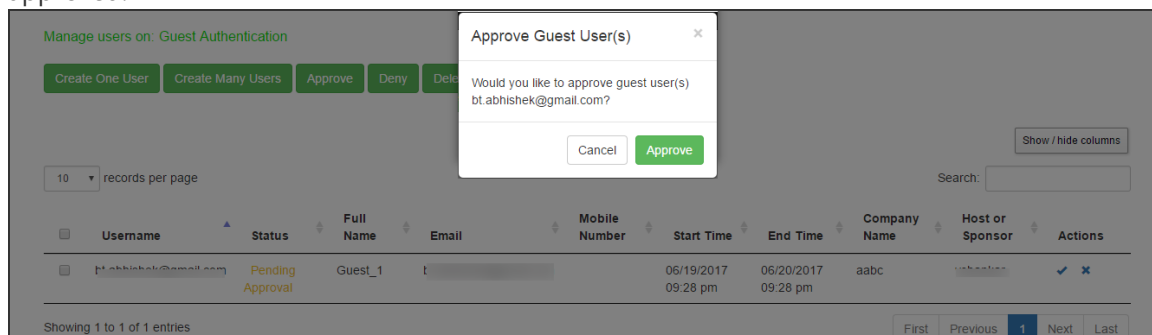 Manage users on: Guest Authentication
Approve Guest User(s) ×
Create One User Create Many Users Approve Deny
Would you like to approve guest user(s)
bt.abhishek@gmail.com?
Cancel Approve
Show / hide columns
10 records per page Search:
Username Status Full Name Email Mobile Number Start Time End Time Company Name Host or Sponsor Actions
Pending Approval Guest_1 06/19/2017 09:28 pm 06/20/2017 09:28 pm aabc
Showing 1 to 1 of 1 entries First Previous 1 Next Last